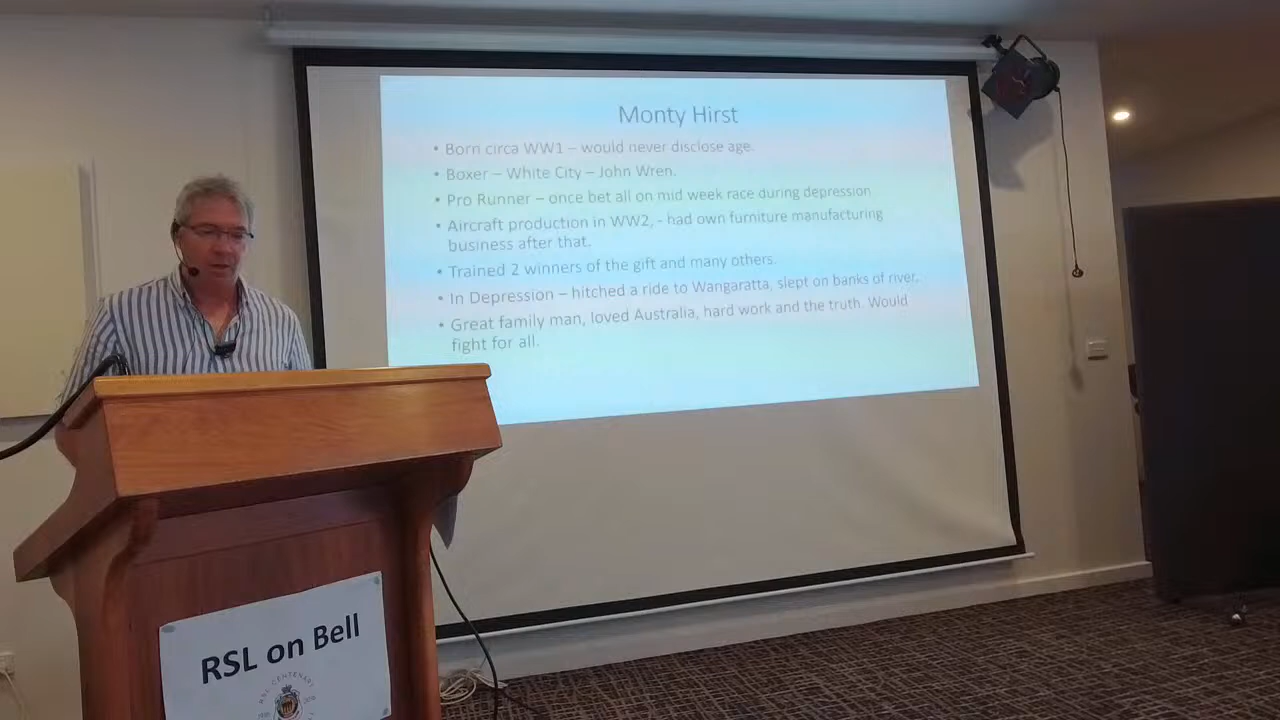 Monty Hirst
• Born circa WW1 – would never disclose age.
• Boxer – White City – John Wren.
• Pro Runner – once bet all on mid week race during depression
• Aircraft production in WW2, - had own furniture manufacturing
business after that.
• Trained 2 winners of the gift and many others.
• In Depression – hitched a ride to Wangaratta, slept on banks of river.
• Great family man, loved Australia, hard work and the truth. Would
fight for all.
RSL on Bell
RSL CENTENARY